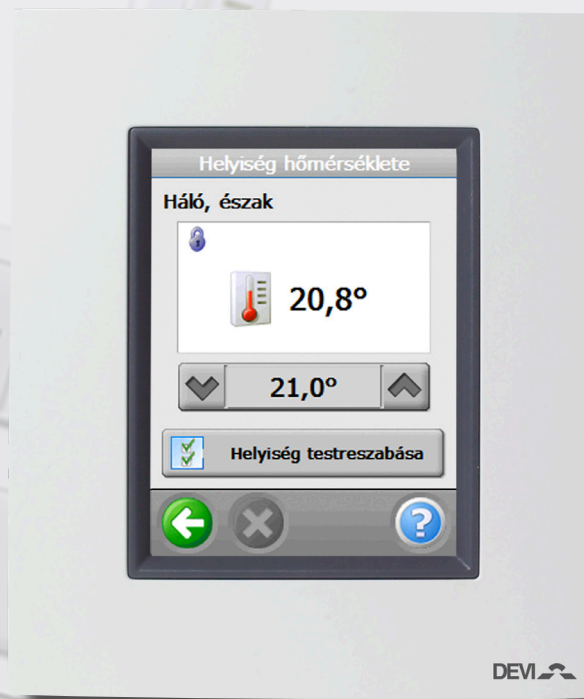 Helyiség hőmérséklete
Háló, észak
20,8°
21,0°
Helyiség testreszabása
?
DEVI